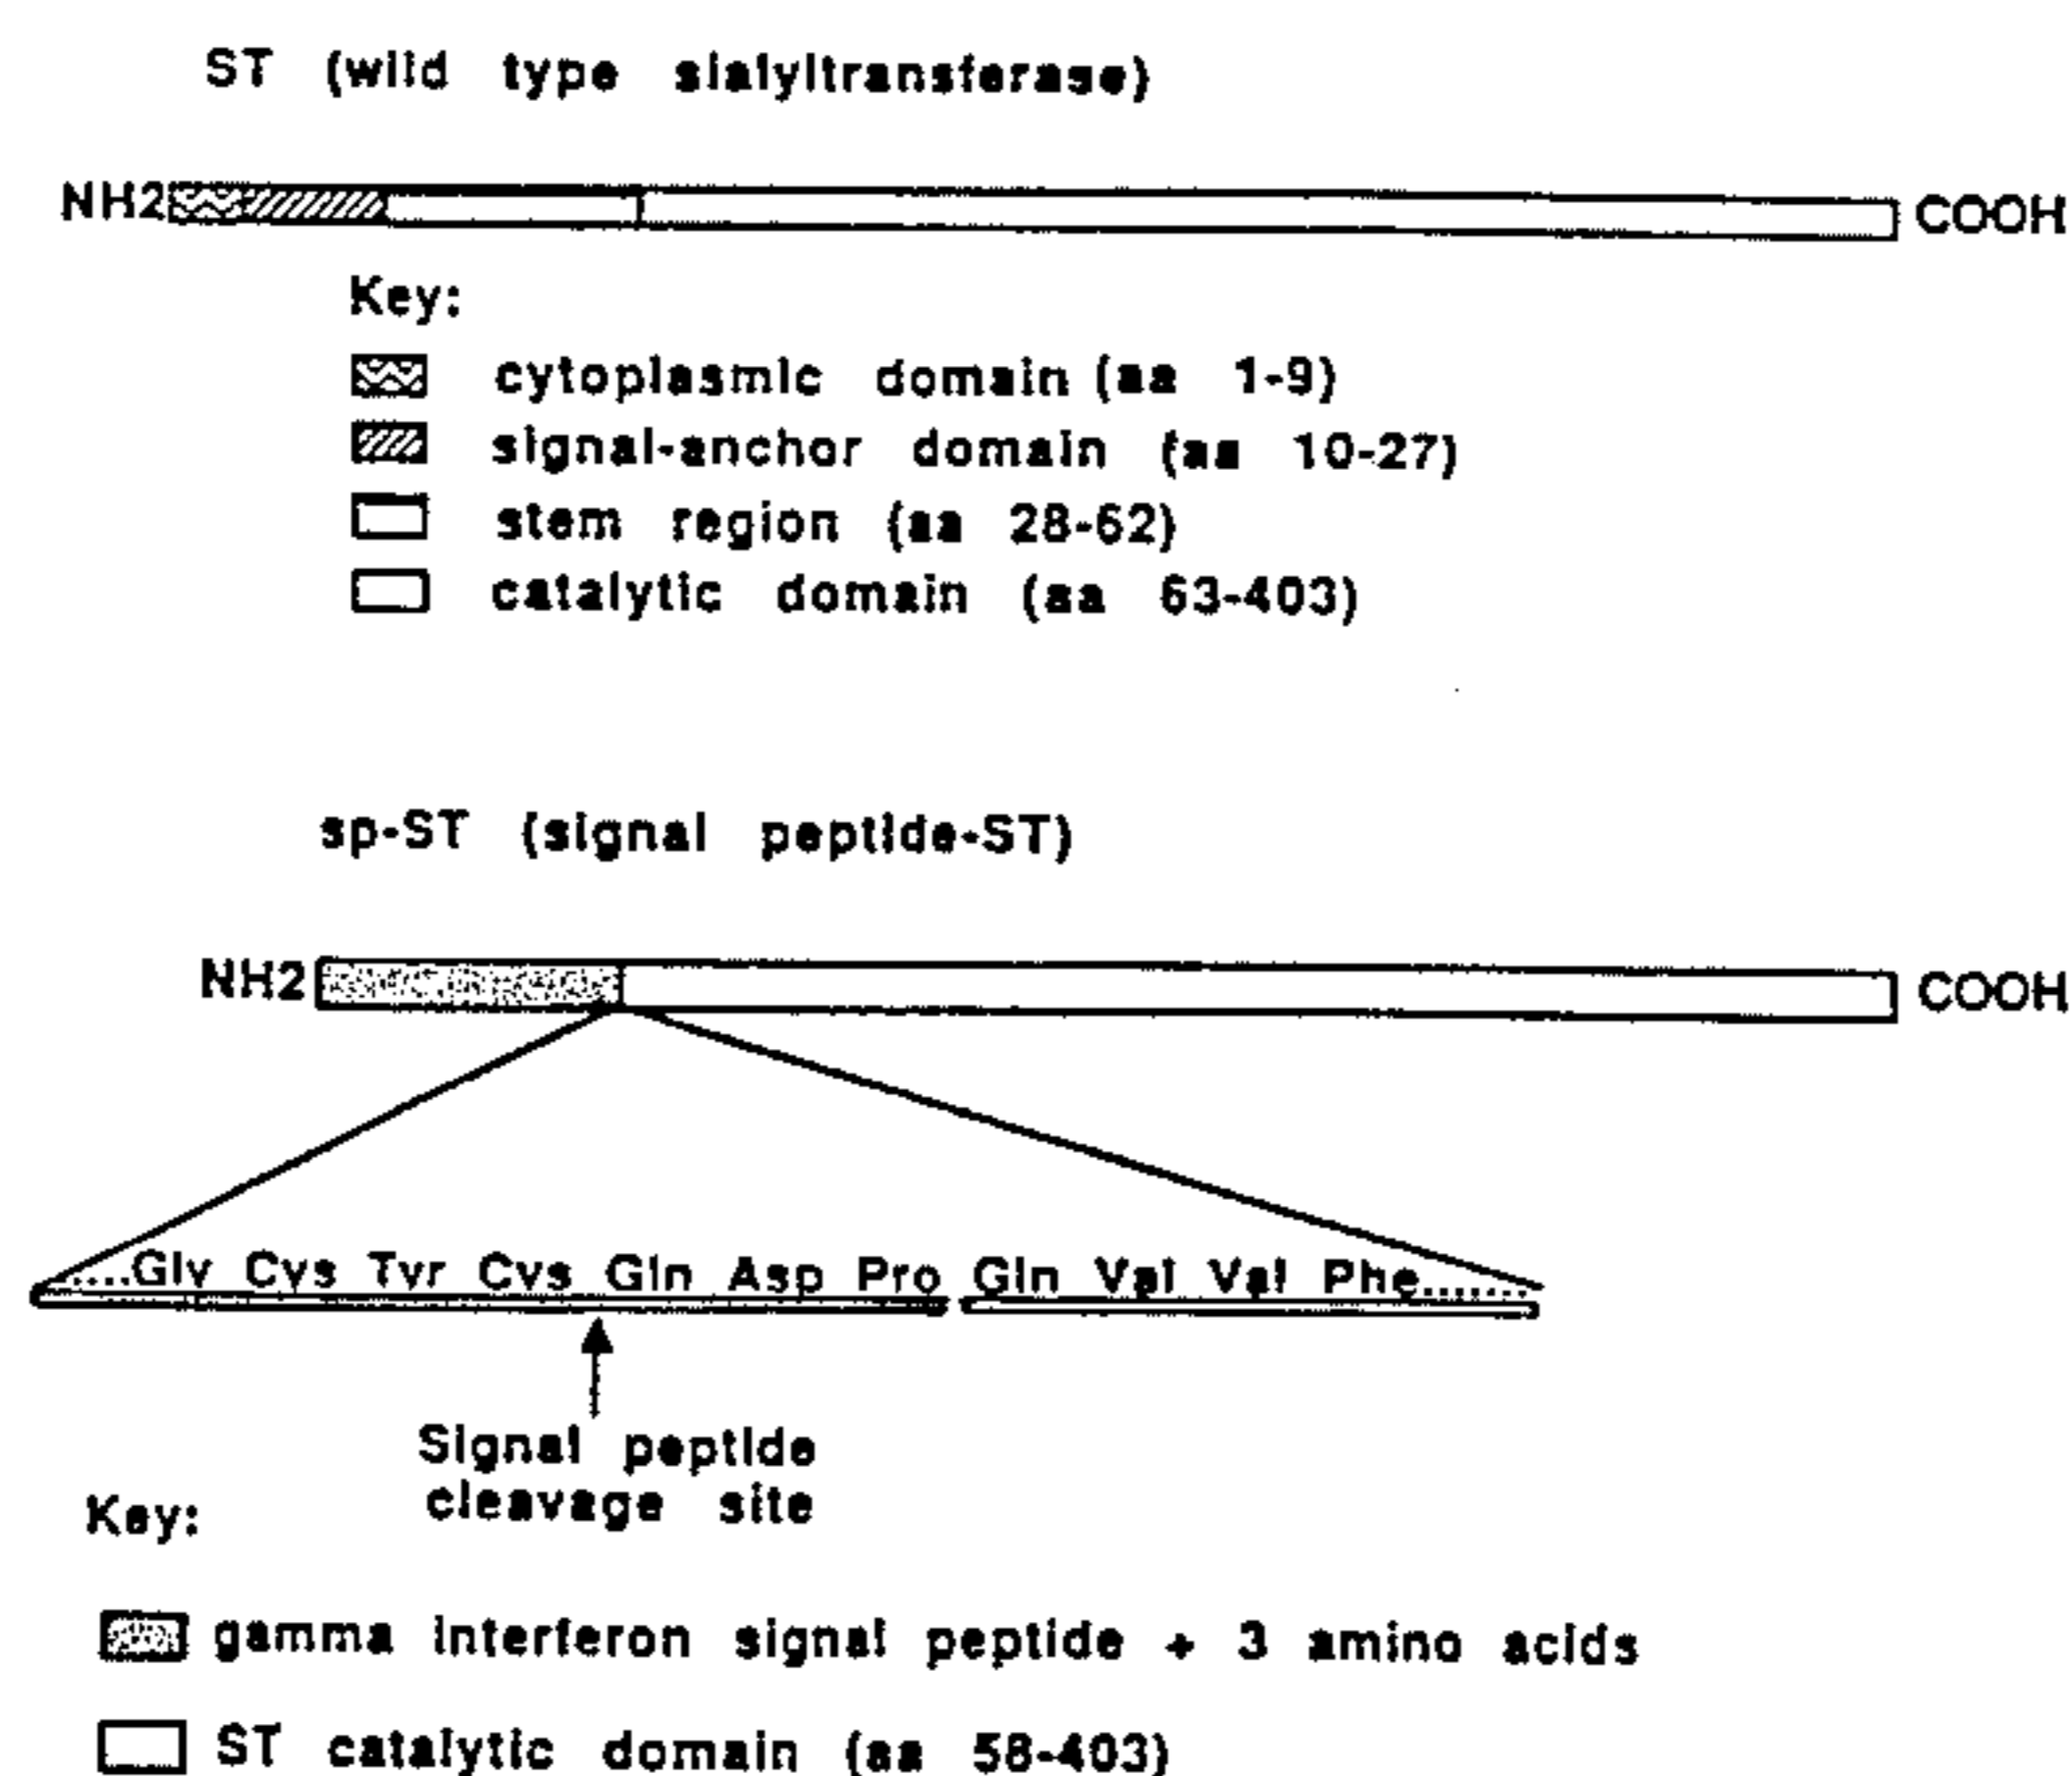 ST (wild type sialyltransferase)
NH2 COOH
Key:
cytoplasmic domain (aa 1-9)
signal-anchor domain (aa 10-27)
stem region (aa 28-62)
catalytic domain (aa 63-403)
sp-ST (signal peptide-ST)
NH2 COOH
....Gly Cys Tyr Cys Gln Asp Pro Gln Val Val Phe.......
Signal peptide
cleavage site
Key:
gamma interferon signal peptide + 3 amino acids
ST catalytic domain (aa 58-403)